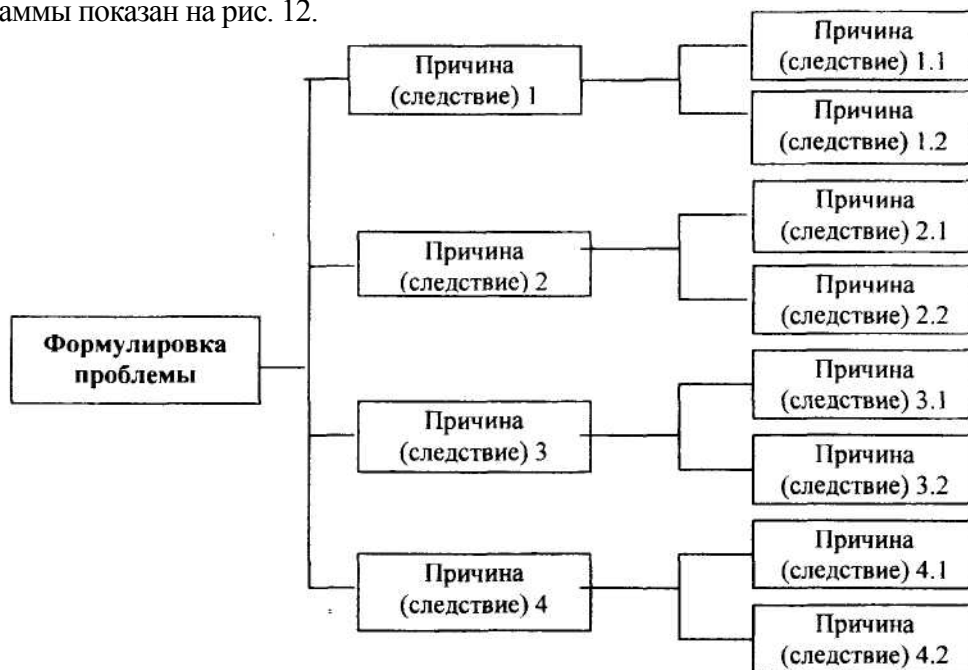 аммы показан на рис. 12.
Причина
(следствие) 1
Причина
(следствие) 1.1
Причина
(следствие) 1.2
Причина
(следствие) 2
Причина
(следствие) 2.1
Причина
(следствие) 2.2
Формулировка
проблемы
Причина
(следствие) 3
Причина
(следствие) 3.1
Причина
(следствие) 3.2
Причина
(следствие) 4
Причина
(следствие) 4.1
Причина
(следствие) 4.2